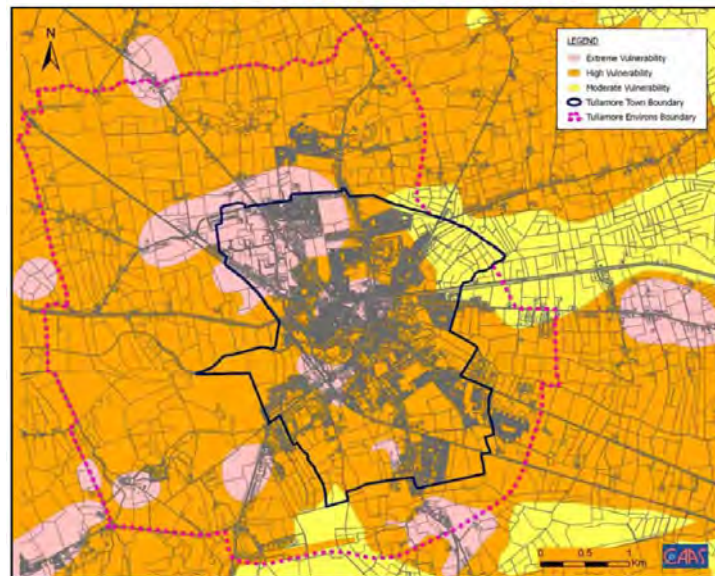 N
LEGEND
Extreme Vulnerability
High Vulnerability
Moderate Vulnerability
Tullamore Town Boundary
Tullamore Environs Boundary
0 0.5 1
Km
CAAS